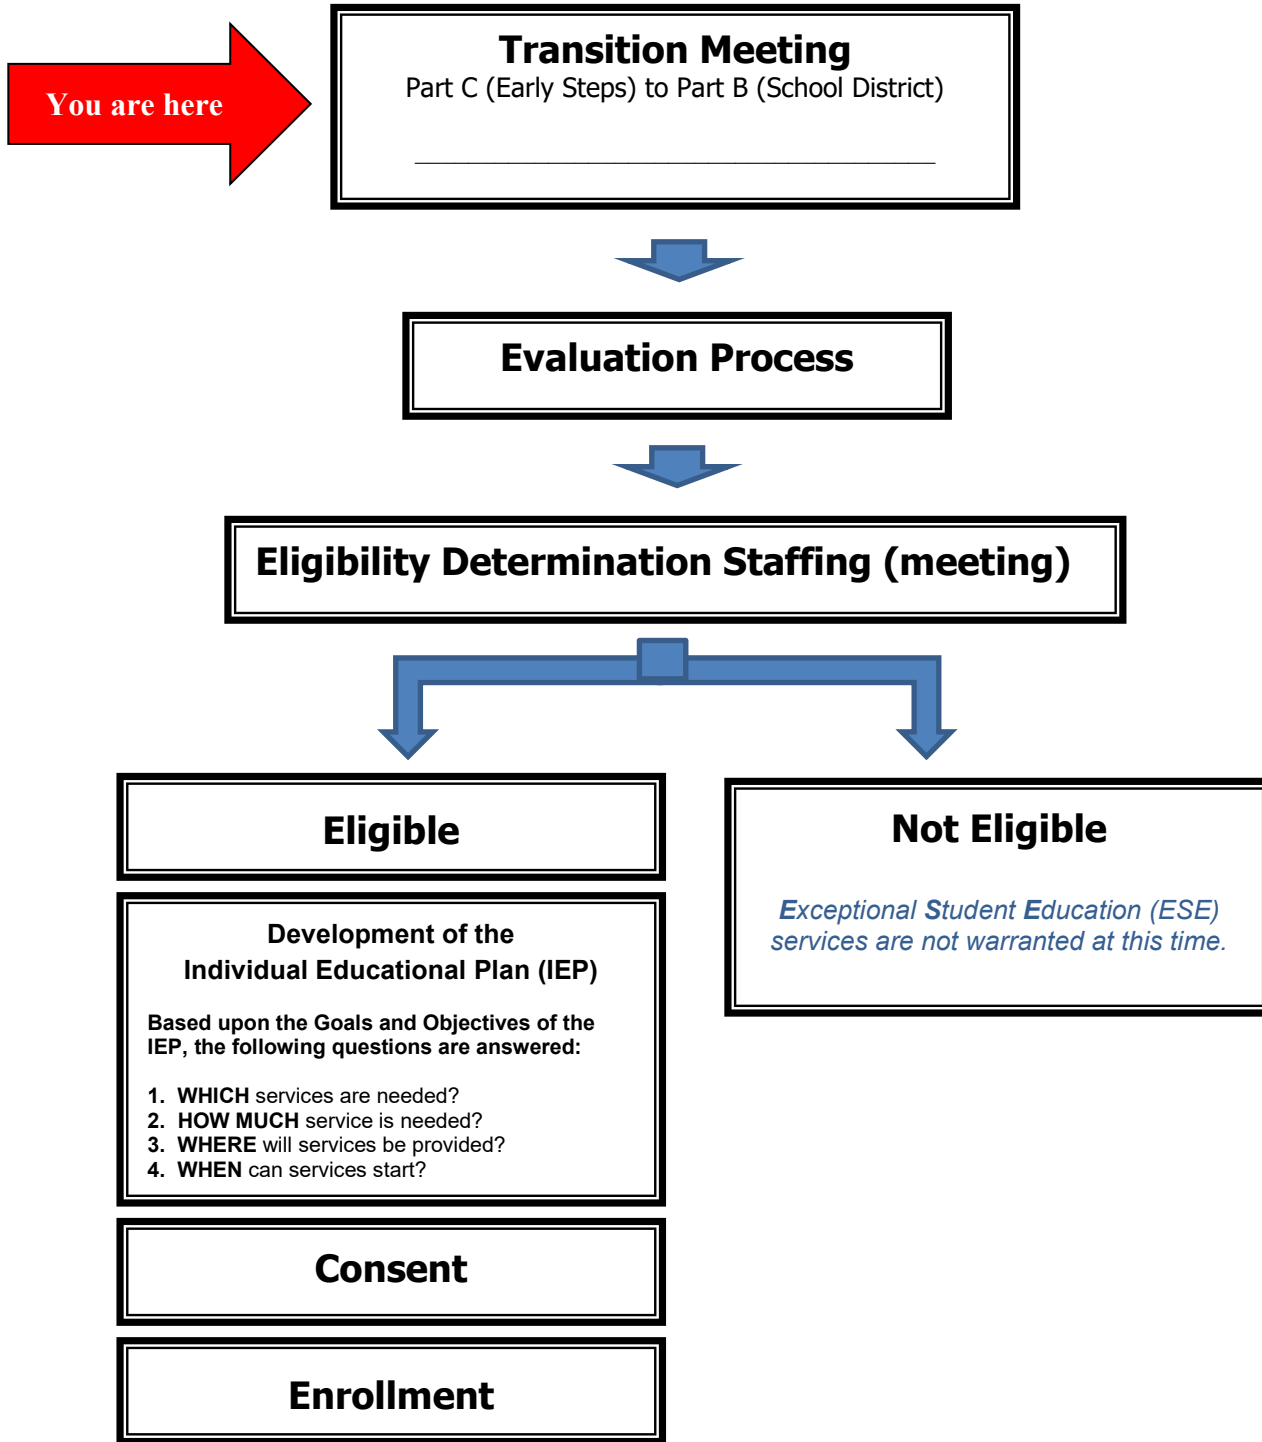 You are here
Transition Meeting
Part C (Early Steps) to Part B (School District)
Evaluation Process
Eligibility Determination Staffing (meeting)
Eligible
Development of the
Individual Educational Plan (IEP)
Based upon the Goals and Objectives of the
IEP, the following questions are answered:
1. WHICH services are needed?
2. HOW MUCH service is needed?
3. WHERE will services be provided?
4. WHEN can services start?
Consent
Enrollment
Not Eligible
Exceptional Student Education (ESE)
services are not warranted at this time.